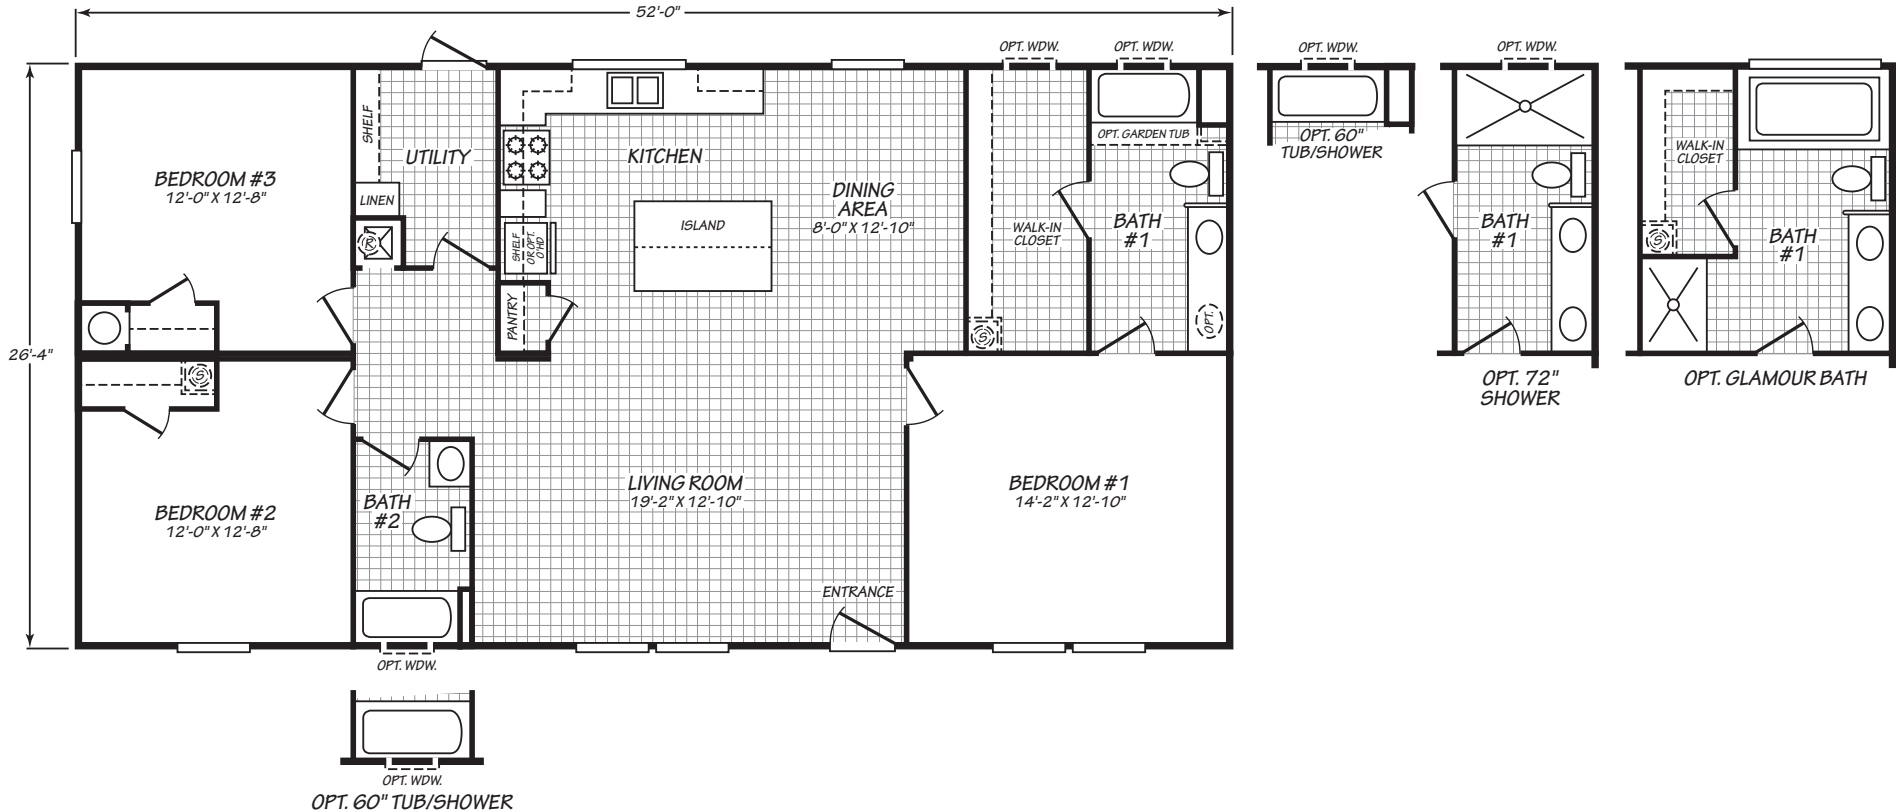 52'-0"
OPT. WDW.
OPT. WDW.
OPT. WDW.
OPT. WDW.
SHELF
UTILITY
LINEN
R
BEDROOM #3
12'-0" X 12'-8"
KITCHEN
ISLAND
DINING
AREA
8'-0" X 12'-10"
SHELF
OR OPT.
O'HD
PANTRY
WALK-IN
CLOSET
S
OPT. GARDEN TUB
BATH
#1
OPT.
OPT. 60"
TUB/SHOWER
BATH
#1
OPT. 72"
SHOWER
WALK-IN
CLOSET
S
BATH
#1
OPT. GLAMOUR BATH
26'-4"
S
BEDROOM #2
12'-0" X 12'-8"
BATH
#2
LIVING ROOM
19'-2" X 12'-10"
BEDROOM #1
14'-2" X 12'-10"
ENTRANCE
OPT. WDW.
OPT. WDW.
OPT. 60" TUB/SHOWER